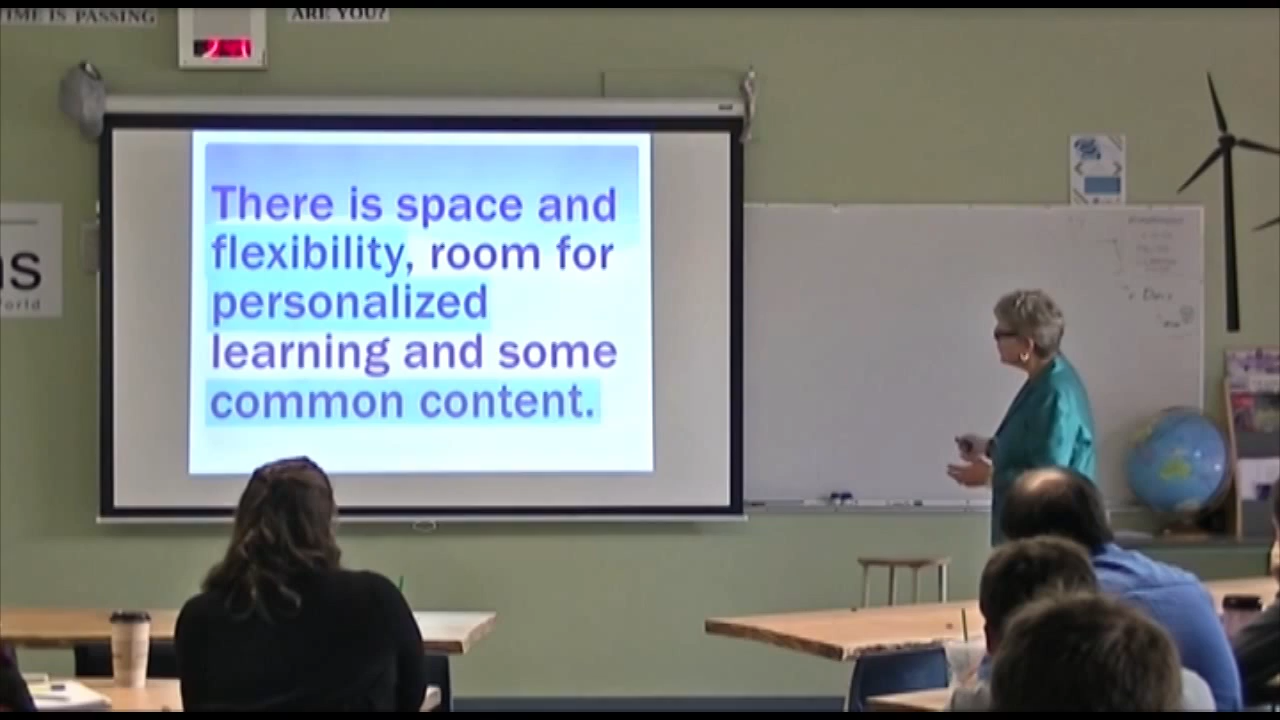 TIME IS PASSING
ARE YOU?
There is space and
flexibility, room for
personalized
learning and some
common content.